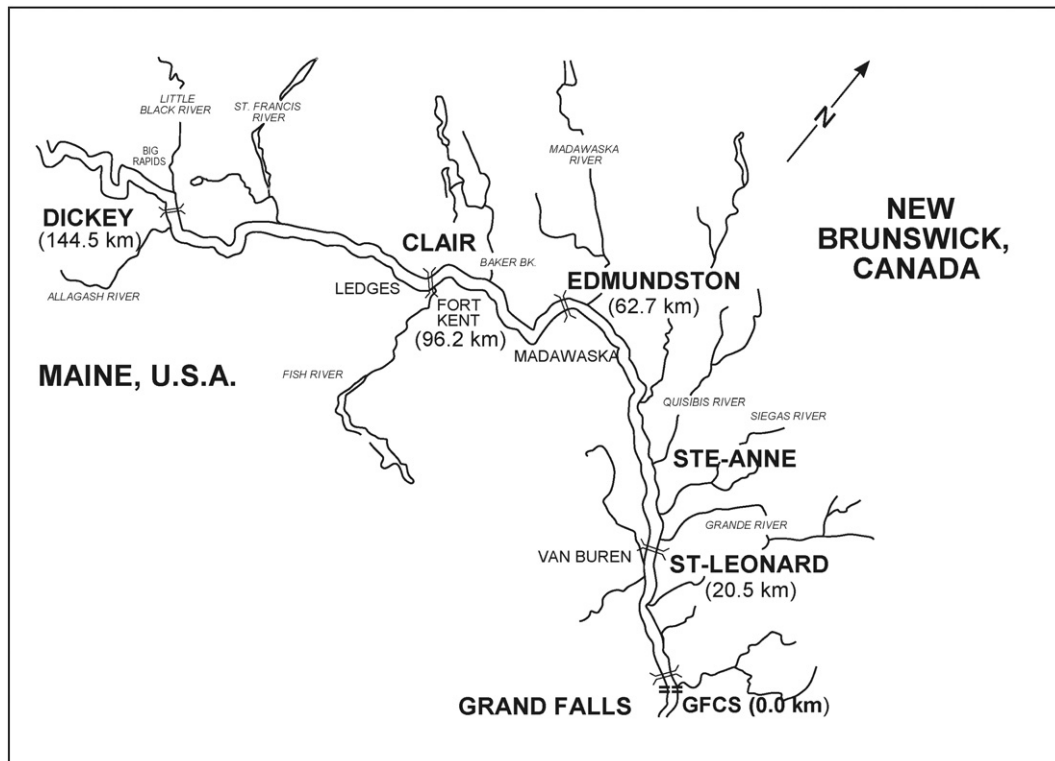 LITTLE
BLACK RIVER
ST. FRANCIS
RIVER
N
BIG
RAPIDS
MADAWASKA
RIVER
DICKEY
(144.5 km)
NEW
BRUNSWICK,
CANADA
CLAIR
BAKER BK.
EDMUNDSTON
(62.7 km)
ALLAGASH RIVER
LEDGES
FORT
KENT
(96.2 km)
MADAWASKA
MAINE, U.S.A.
FISH RIVER
QUISIBIS RIVER
SIEGAS RIVER
STE-ANNE
GRANDE RIVER
VAN BUREN
ST-LEONARD
(20.5 km)
GRAND FALLS
GFCS (0.0 km)